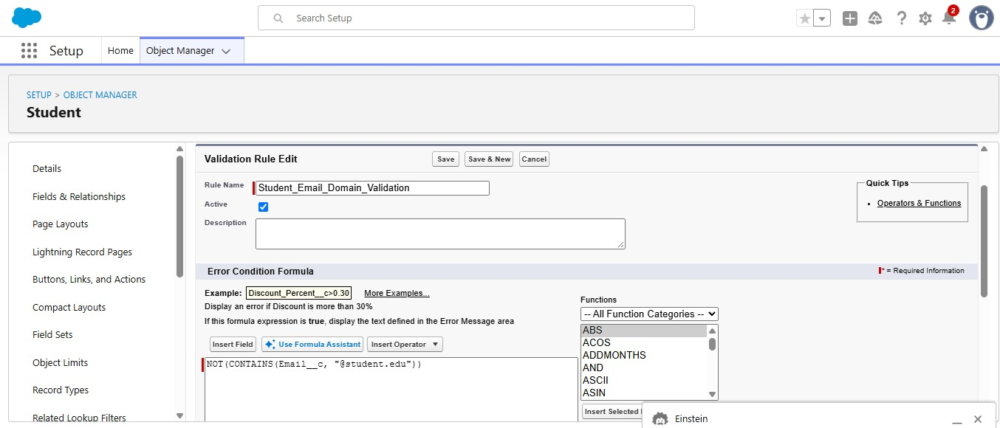 Search Setup
2
Setup
Home
Object Manager
SETUP > OBJECT MANAGER
Student
Details
Fields & Relationships
Page Layouts
Lightning Record Pages
Buttons, Links, and Actions
Compact Layouts
Field Sets
Object Limits
Record Types
Related Lookup Filters
Validation Rule Edit
Save
Save & New
Cancel
Rule Name
Student_Email_Domain_Validation
Active
Description
Quick Tips
• Operators & Functions
Error Condition Formula
* = Required Information
Example: Discount_Percent__c>0.30 More Examples...
Display an error if Discount is more than 30%
If this formula expression is true, display the text defined in the Error Message area
Insert Field
Use Formula Assistant
Insert Operator
NOT(CONTAINS(Email__c, "@student.edu"))
Functions
-- All Function Categories --
ABS
ACOS
ADDMONTHS
AND
ASCII
ASIN
Insert Selected
Einstein